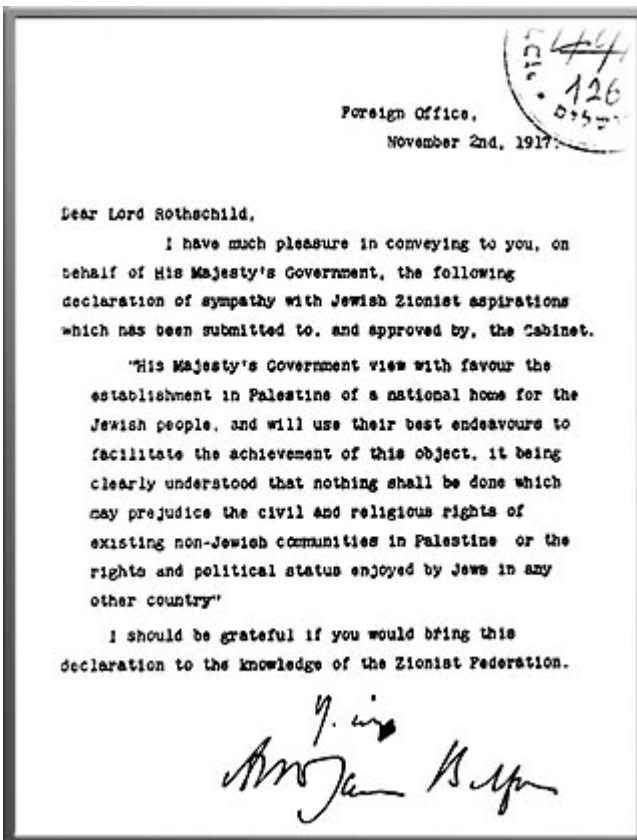 126
Foreign Office,
November 2nd, 1917.
Dear Lord Rothschild,
I have much pleasure in conveying to you, on
behalf of His Majesty's Government, the following
declaration of sympathy with Jewish Zionist aspirations
which has been submitted to, and approved by, the Cabinet.
"His Majesty's Government view with favour the
establishment in Palestine of a national home for the
Jewish people, and will use their best endeavours to
facilitate the achievement of this object, it being
clearly understood that nothing shall be done which
may prejudice the civil and religious rights of
existing non-Jewish communities in Palestine or the
rights and political status enjoyed by Jews in any
other country"
I should be grateful if you would bring this
declaration to the knowledge of the Zionist Federation.